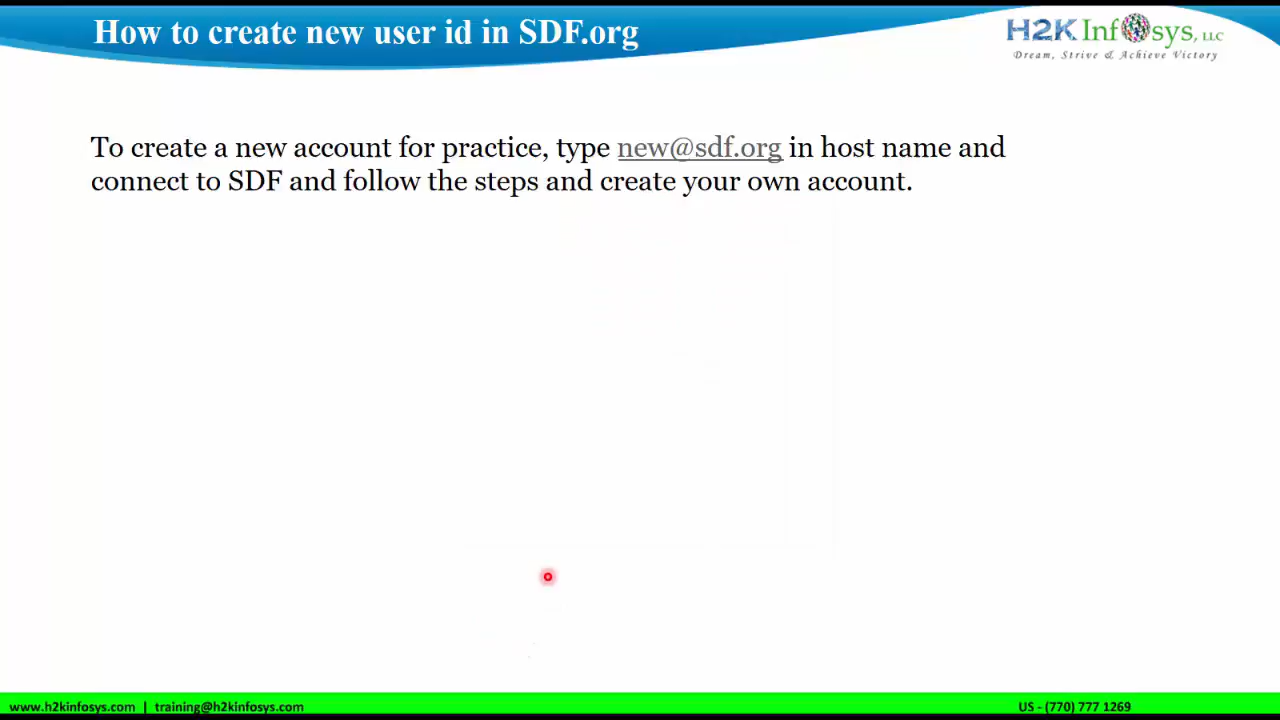 How to create new user id in SDF.org
H2K Infosys, LLC
Dream, Strive & Achieve Victory
To create a new account for practice, type new@sdf.org in host name and
connect to SDF and follow the steps and create your own account.
www.h2kinfosys.com | training@h2kinfosys.com
US - (770) 777 1269